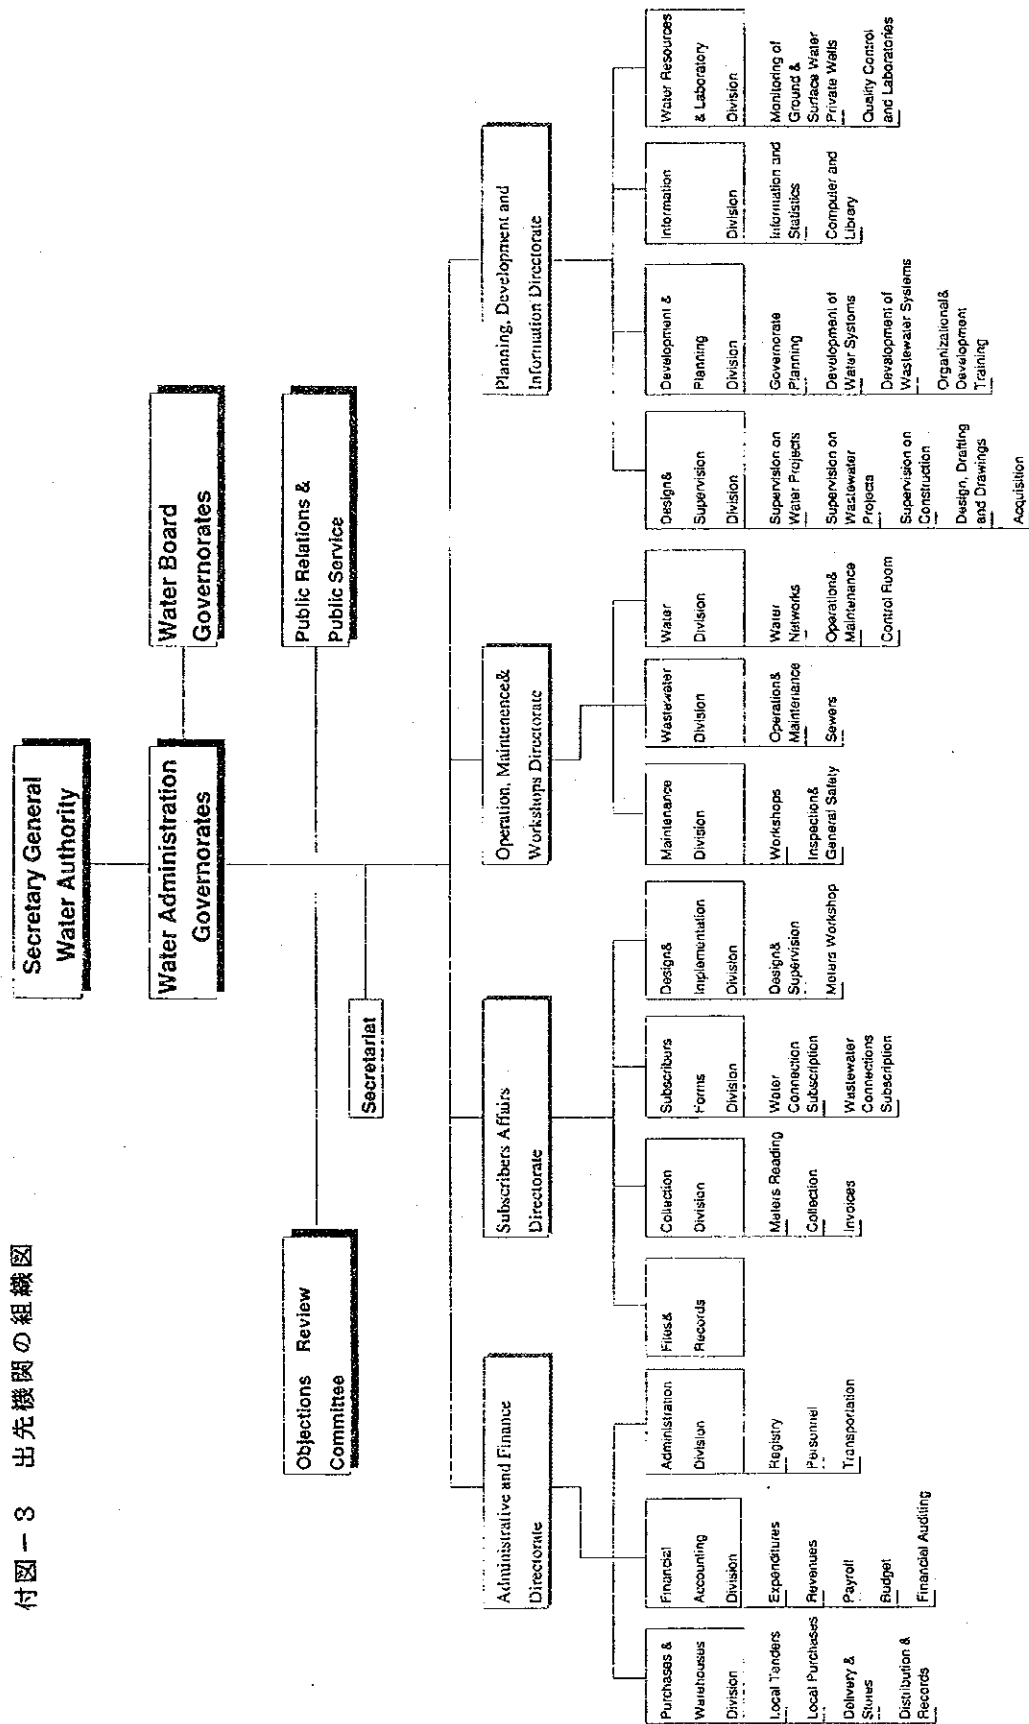 付図－3 出先機関の組織図
Secretary General
Water Authority
Water Administration
Governorates
Water Board
Governorates
Objections Review
Committee
Public Relations &
Public Service
Secretariat
Administrative and Finance
Directorate
Subscribers Affairs
Directorate
Operation, Maintenence&
Workshops Directorate
Planning, Development and
Information Directorate
Purchases &
Warehouses
Division
Local Tenders
Local Purchases
Delivery &
Stores
Distribution &
Records
Financial
Accounting
Division
Expenditures
Revenues
Payroll
Budget
Financial Auditing
Administration
Division
Registry
Personnel
Transportation
Files&
Records
Collection
Division
Meters Reading
Collection
Invoices
Subscribers
Forms
Division
Water
Connection
Subscription
Wastewater
Connections
Subscription
Design&
Implementation
Division
Design&
Supervision
Meters Workshop
Maintenance
Division
Workshops
Inspection&
General Safety
Wastewater
Division
Operation&
Maintenance
Sewers
Water
Division
Water
Networks
Operation&
Maintenance
Control Room
Design&
Supervision
Division
Supervision on
Water Projects
Supervision on
Wastewater
Projects
Supervision on
Construction
Design, Drafting
and Drawings
Acquisition
Development &
Planning
Division
Governorate
Planning
Development of
Water Systems
Development of
Wastewater Systems
Organizational&
Development
Training
Information
Division
Information and
Statistics
Computer and
Library
Water Resources
& Laboratory
Division
Monitoring of
Ground &
Surface Water
Private Wells
Quality Control
and Laboratories